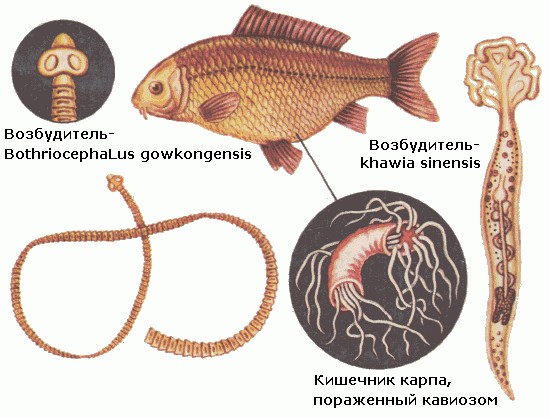 Возбудитель-
BothriocephaLus gowkongensis
Возбудитель-
khawia sinensis
Кишечник карпа,
пораженный кавиозом